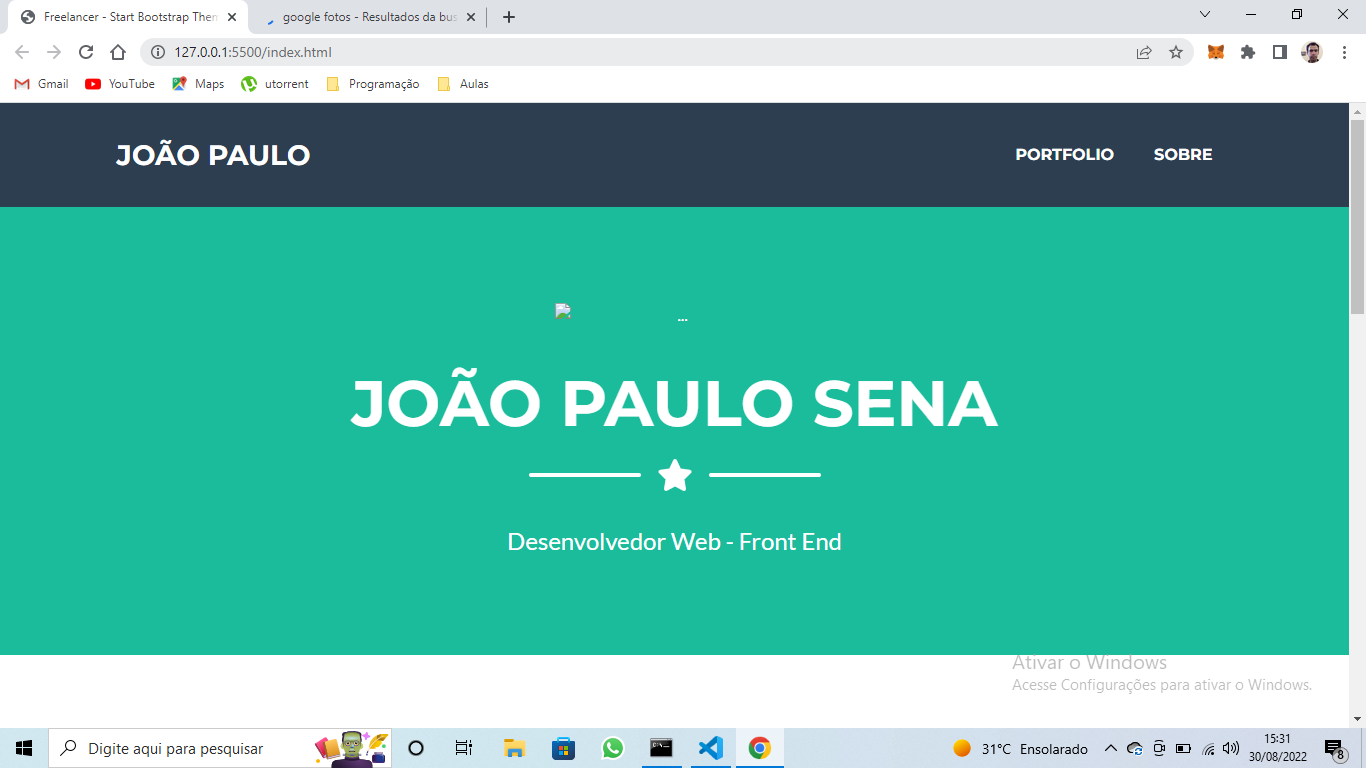 Freelancer - Start Bootstrap Them
google fotos - Resultados da bus
127.0.0.1:5500/index.html
Gmail YouTube Maps utorrent Programação Aulas
JOÃO PAULO PORTFOLIO SOBRE
...
JOÃO PAULO SENA
Desenvolvedor Web - Front End
Ativar o Windows
Acesse Configurações para ativar o Windows.
Digite aqui para pesquisar
31°C Ensolarado
15:31
30/08/2022
8